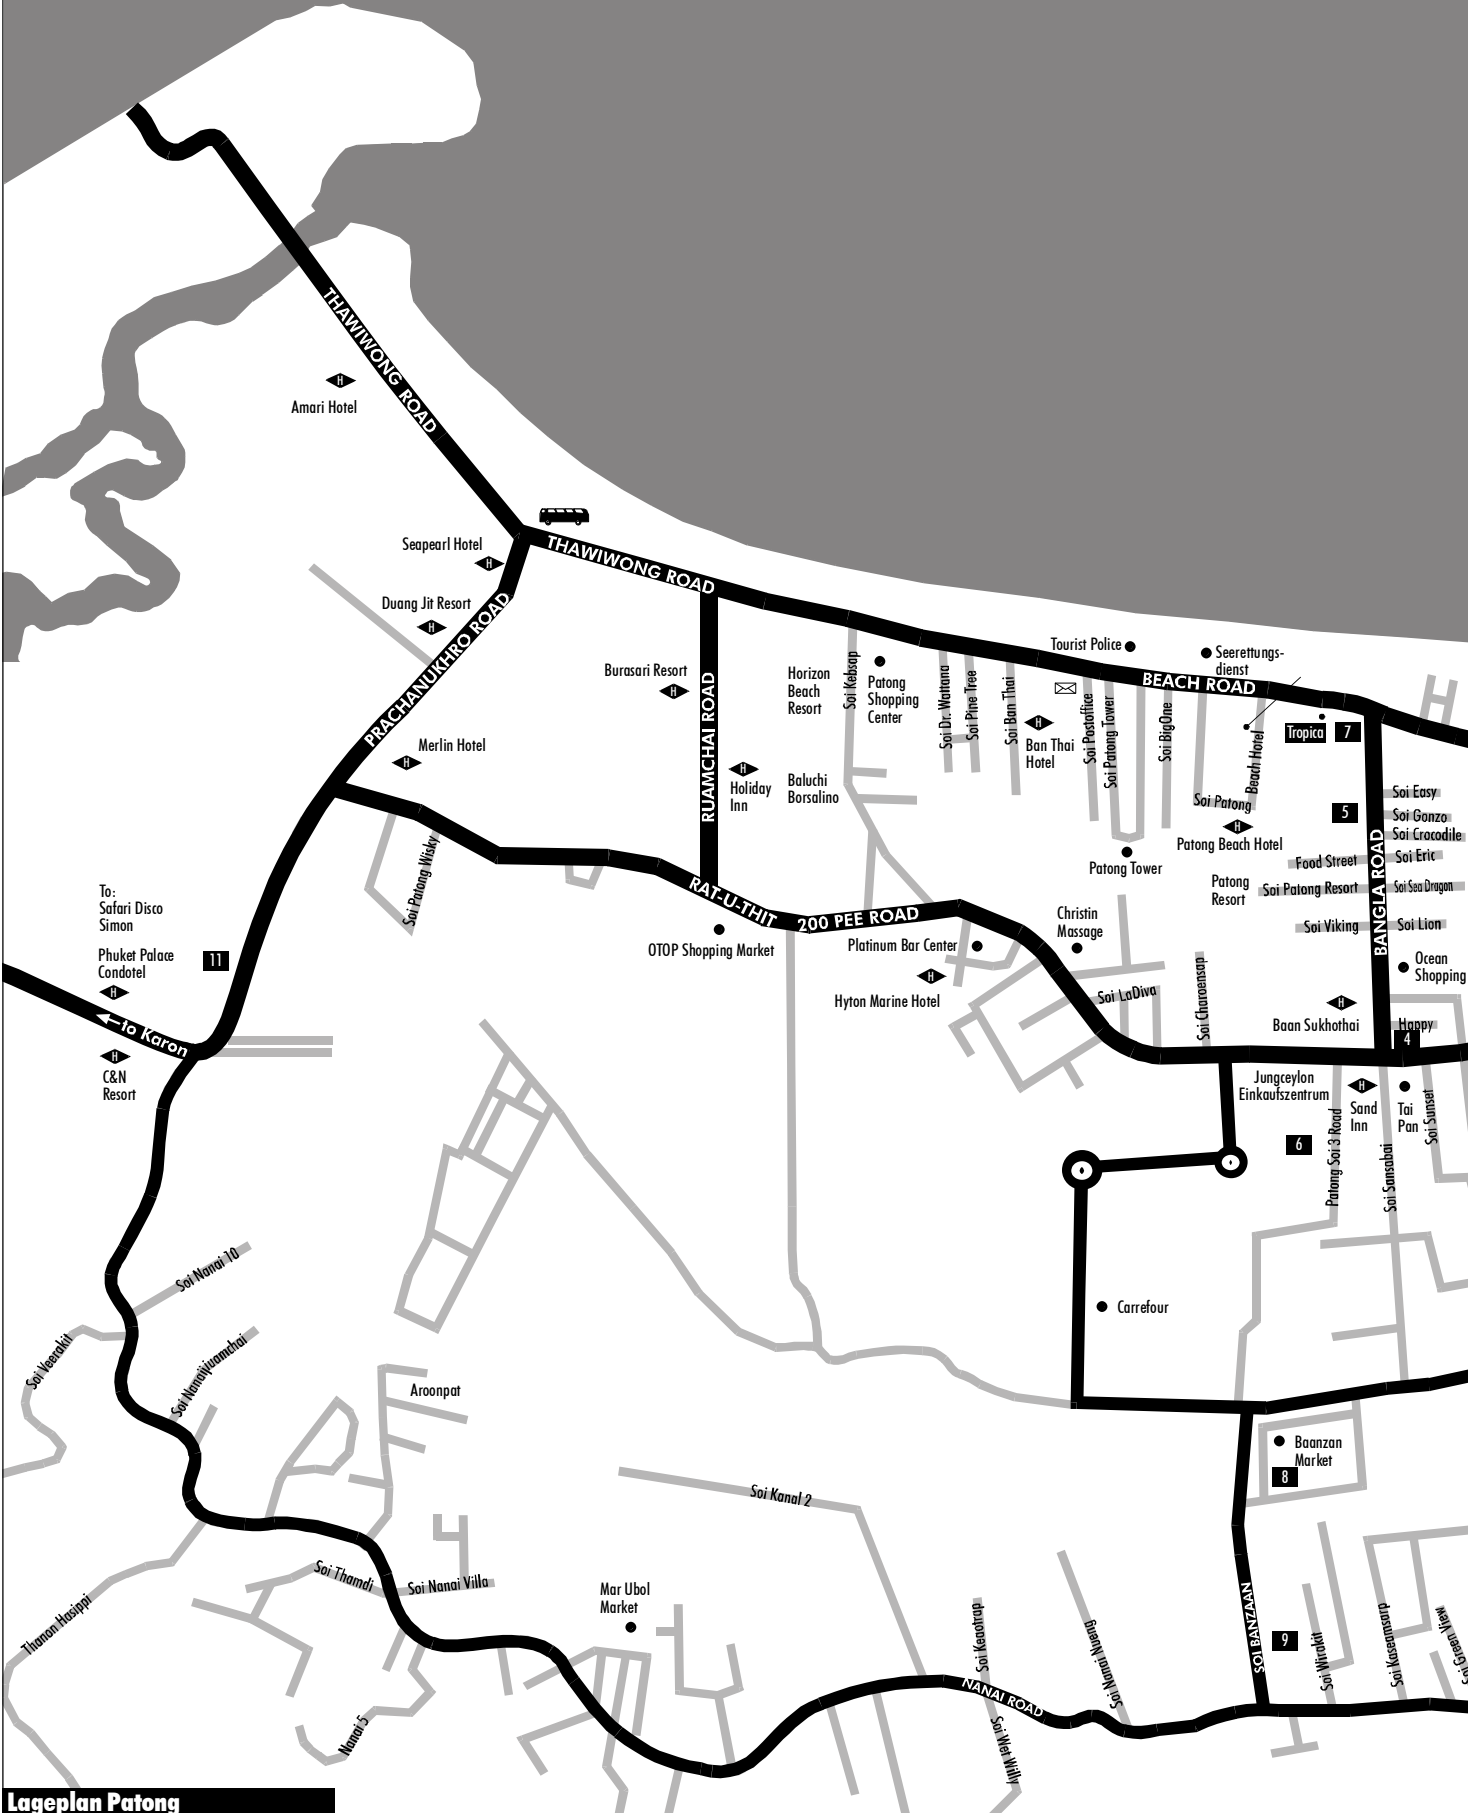 THAWIWONG ROAD
Amari Hotel
Seapearl Hotel
THAWIWONG ROAD
Duang Jit Resort
PRACHANUKHRO ROAD
Merlin Hotel
Burasari Resort
RUAMCHAI ROAD
Holiday
Inn
Horizon
Beach
Resort
Baluchi
Borsalino
Soi Kebsap
Patong
Shopping
Center
Soi Dr. Wattana
Soi Pine Tree
Soi Ban Thai
Tourist Police
Ban Thai
Hotel
Soi Postoffice
Soi Patong Tower
Soi BigOne
Seerettungs-
dienst
BEACH ROAD
Tropica
7
Soi Patong
Beach Hotel
Patong Beach Hotel
Patong Tower
5
BANGLA ROAD
Soi Easy
Soi Gonzo
Soi Crocodile
Soi Eric
Soi Sea Dragon
Soi Lion
Food Street
Patong
Resort
Soi Patong Resort
Soi Viking
Ocean
Shopping
Baan Sukhothai
Happy
4
Soi Patong Wisky
RAT-U-THIT
200 PEE ROAD
OTOP Shopping Market
Platinum Bar Center
Hyton Marine Hotel
Christin
Massage
Soi LaDiva
Soi Charoensap
To:
Safari Disco
Simon
Phuket Palace
Condotel
11
to Karon
C&N
Resort
Jungceylon
Einkaufszentrum
6
Patong Soi 3 Road
Sand
Inn
Tai
Pan
Soi Sansabai
Soi Sunset
Carrefour
Soi Nanai 10
Soi Veerakit
Soi Nanaijuamchai
Aroonpat
Soi Kanal 2
Baanzan
Market
8
Thanon Hasippi
Soi Thamdi
Soi Nanai Villa
Nanai 5
Mar Ubol
Market
Soi Keaotrap
NANAI ROAD
Soi Wet Willy
Soi Nanai Nueng
SOI BANZAAN
9
Soi Wirakit
Soi Kaseamsarp
Soi Green View
Lageplan Patong